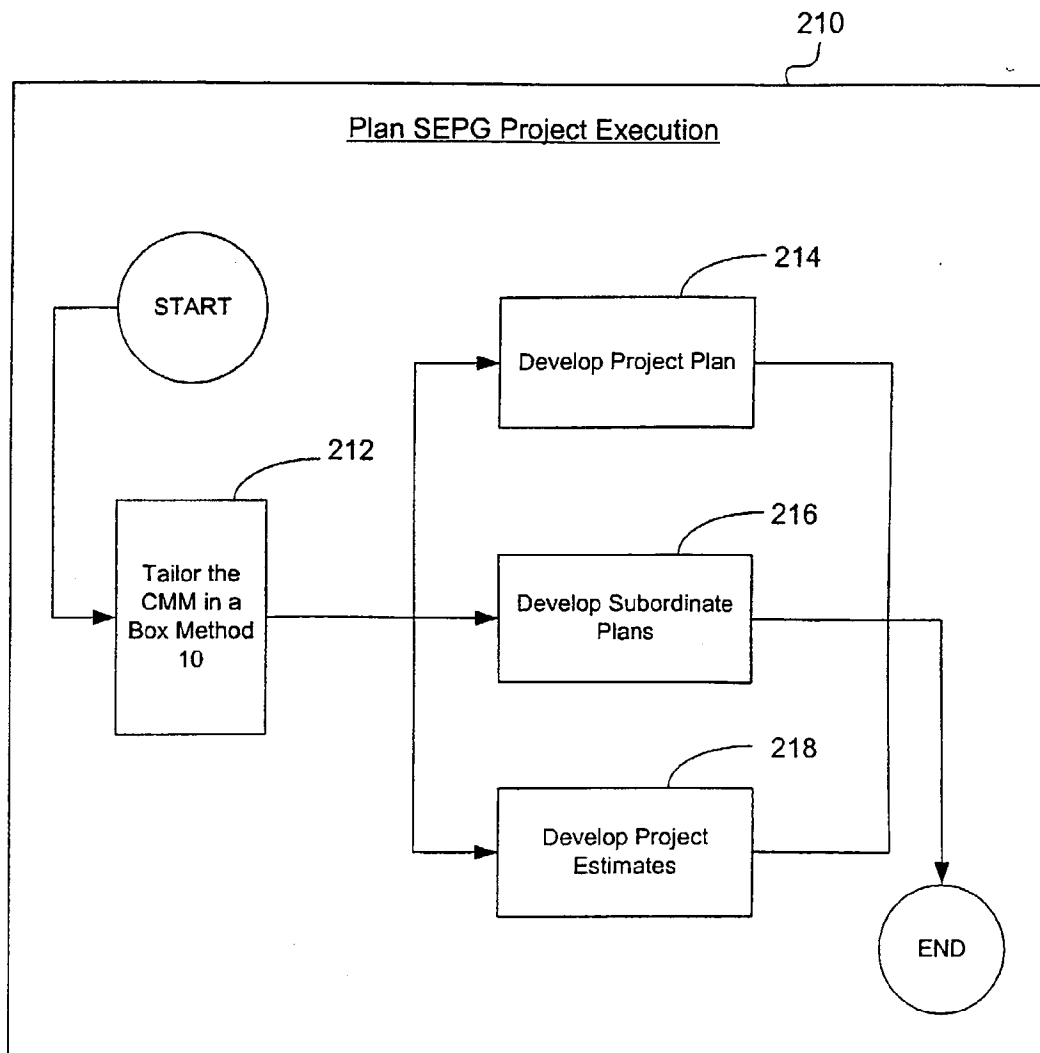 210
Plan SEPG Project Execution
START
214
Develop Project Plan
212
Tailor the
CMM in a
Box Method
10
216
Develop Subordinate
Plans
218
Develop Project
Estimates
END